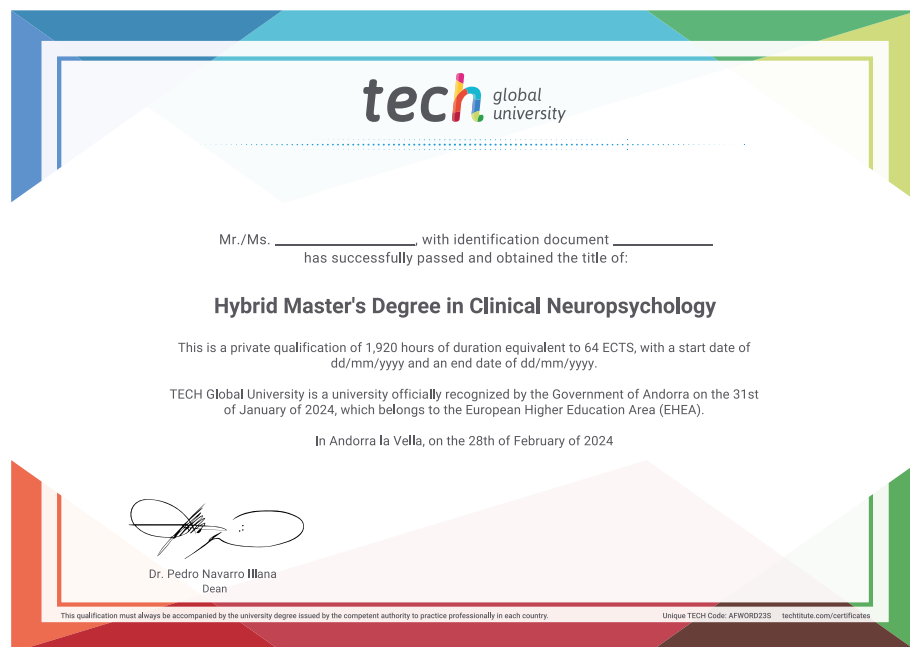 tech global university
Mr./Ms. ____________________, with identification document ______________
has successfully passed and obtained the title of:
Hybrid Master's Degree in Clinical Neuropsychology
This is a private qualification of 1,920 hours of duration equivalent to 64 ECTS, with a start date of
dd/mm/yyyy and an end date of dd/mm/yyyy.
TECH Global University is a university officially recognized by the Government of Andorra on the 31st
of January of 2024, which belongs to the European Higher Education Area (EHEA).
In Andorra la Vella, on the 28th of February of 2024
Dr. Pedro Navarro Illana
Dean
This qualification must always be accompanied by the university degree issued by the competent authority to practice professionally in each country.
Unique TECH Code: AFWORD23S techtitute.com/certificates